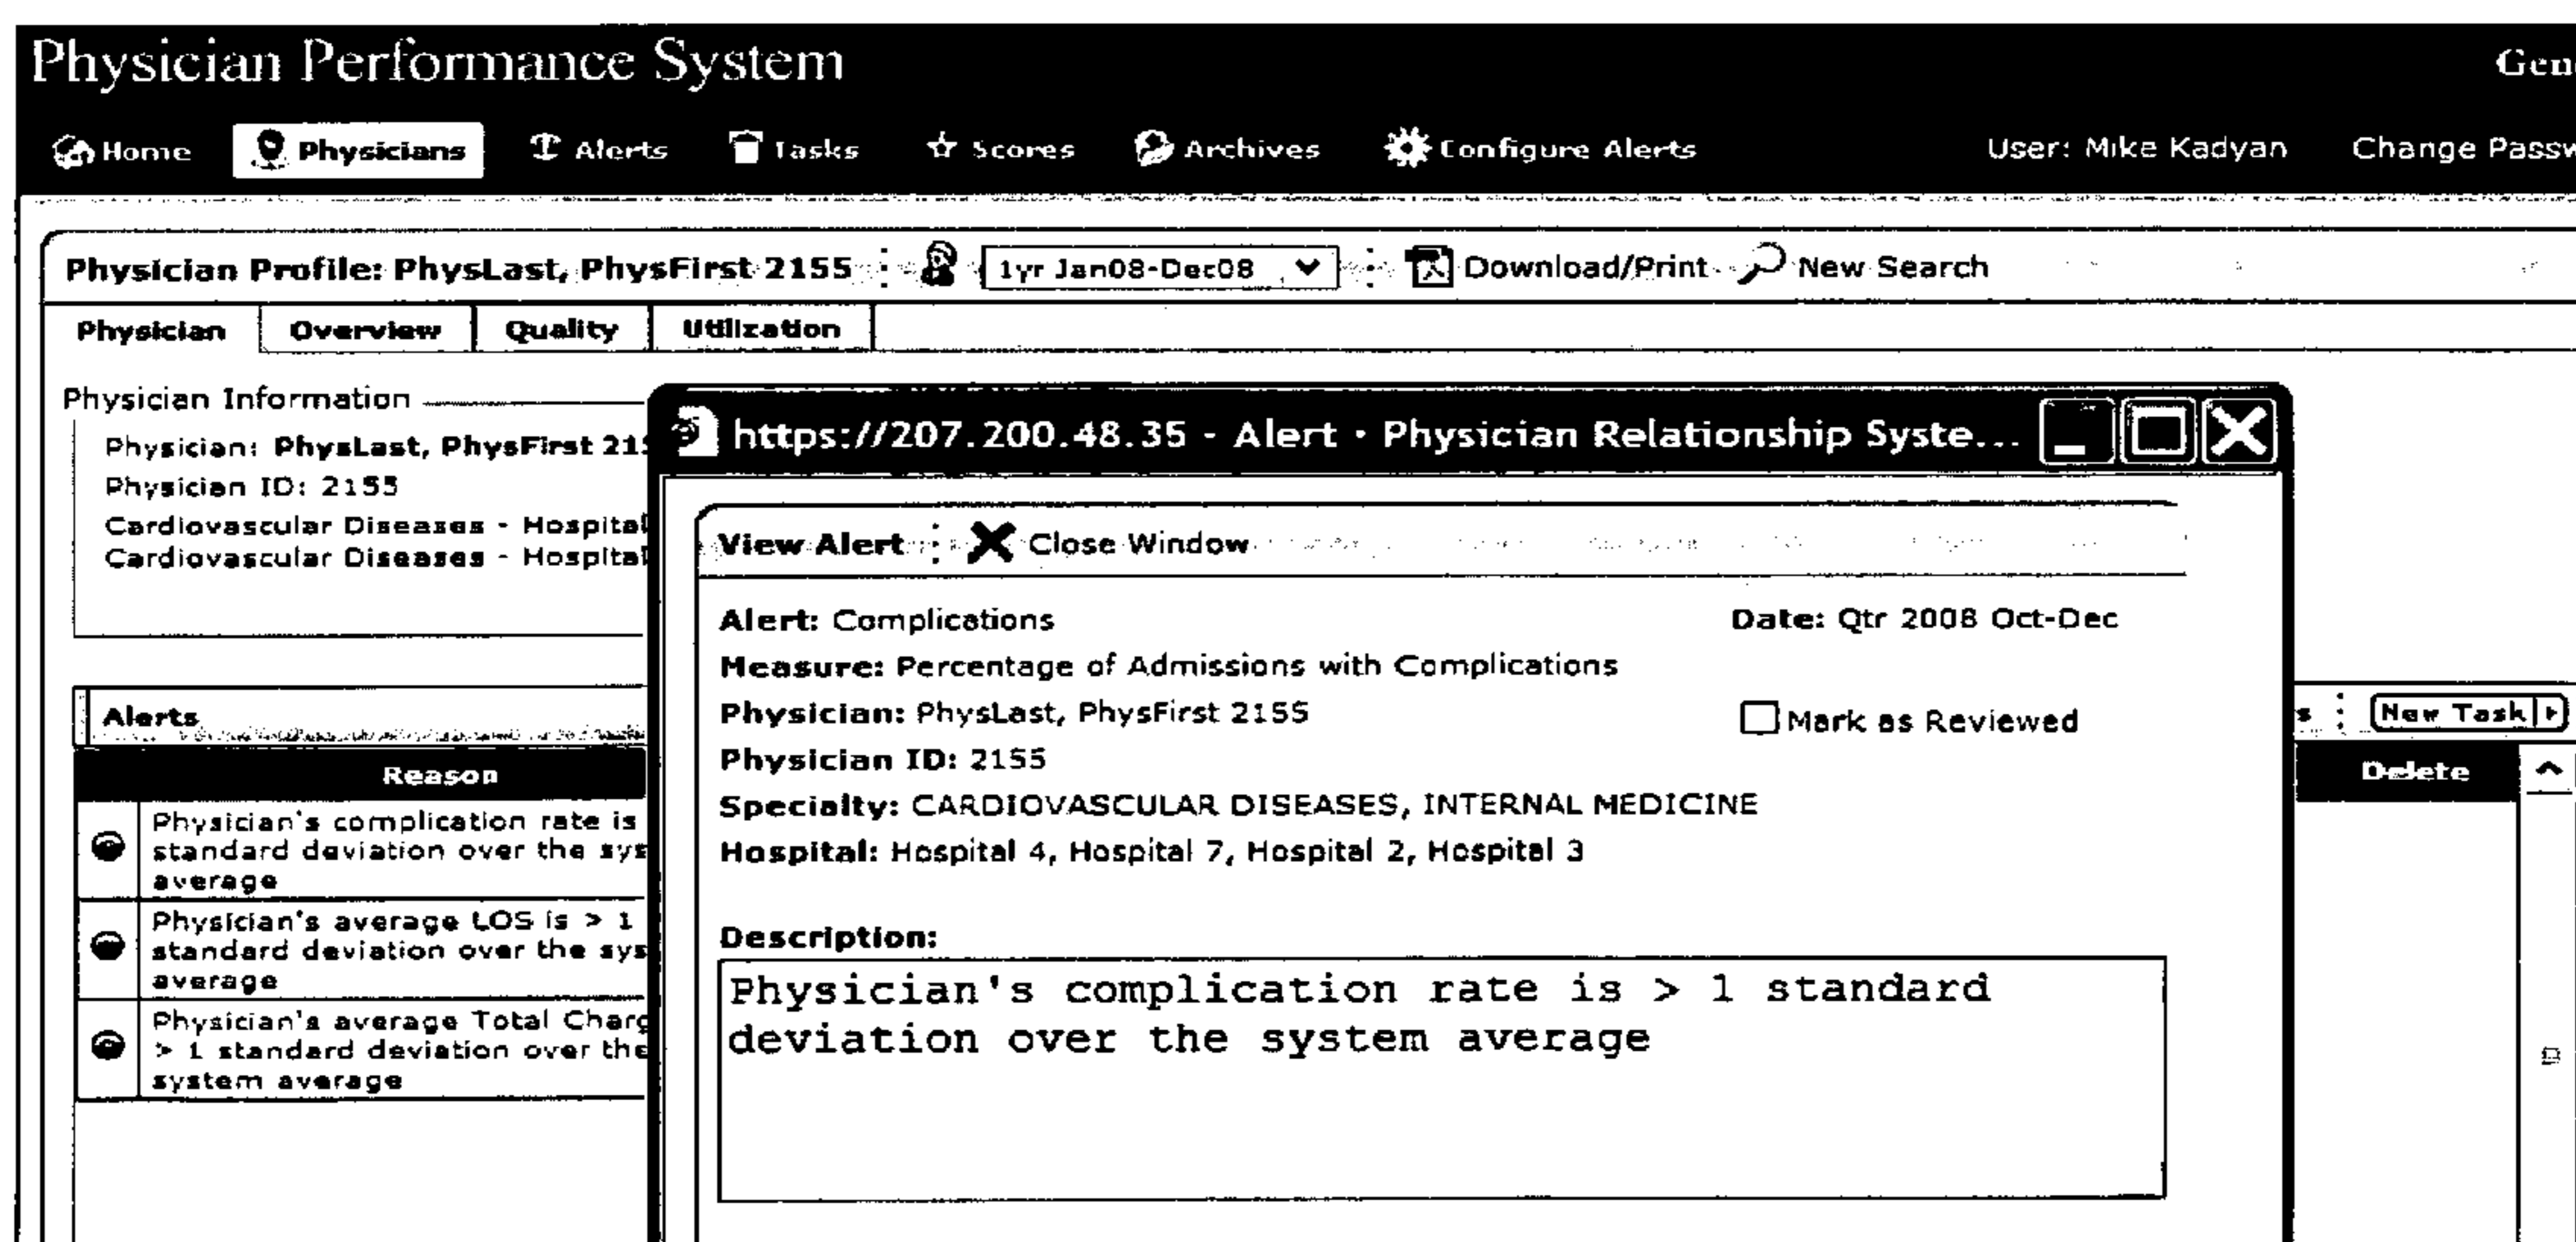 Physician Performance System
Home Physicians Alerts Tasks Scores Archives Configure Alerts User: Mike Kadyan Change
Physician Profile: PhysLast, PhysFirst 2155 1yr Jan08-Dec08 Download/Print New Search
Physician Overview Quality Utilization
Physician Information
Physician: PhysLast, PhysFirst
Physician ID: 2155
Cardiovascular Diseases - Hospital
Cardiovascular Diseases - Hospital
Alerts
Reason
Physician's complication rate is
standard deviation over the
average
Physician's average LOS is > 1
standard deviation over the
average
Physician's average Total
> 1 standard deviation over the
system average
https://207.200.48.35 - Alert · Physician Relationship Syste...
View Alert Close Window
Alert: Complications Date: Qtr 2008 Oct-Dec
Measure: Percentage of Admissions with Complications
Physician: PhysLast, PhysFirst 2155 Mark as Reviewed
Physician ID: 2155
Specialty: CARDIOVASCULAR DISEASES, INTERNAL MEDICINE
Hospital: Hospital 4, Hospital 7, Hospital 2, Hospital 3
Description:
Physician's complication rate is > 1 standard
deviation over the system average
New Task
Delete